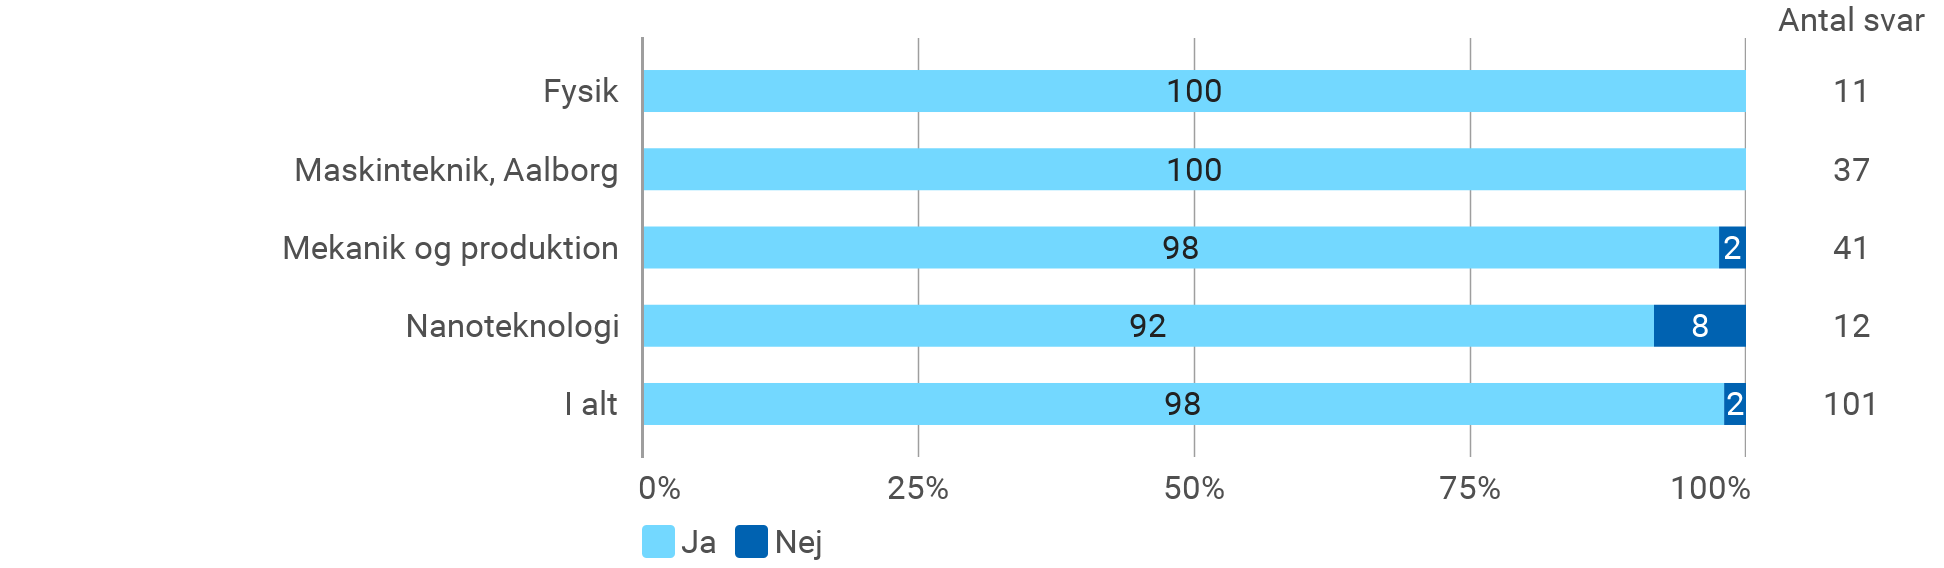 Antal svar
Fysik 100 11
Maskinteknik, Aalborg 100 37
Mekanik og produktion 98 2 41
Nanoteknologi 92 8 12
I alt 98 2 101
0% 25% 50% 75% 100%
Ja Nej